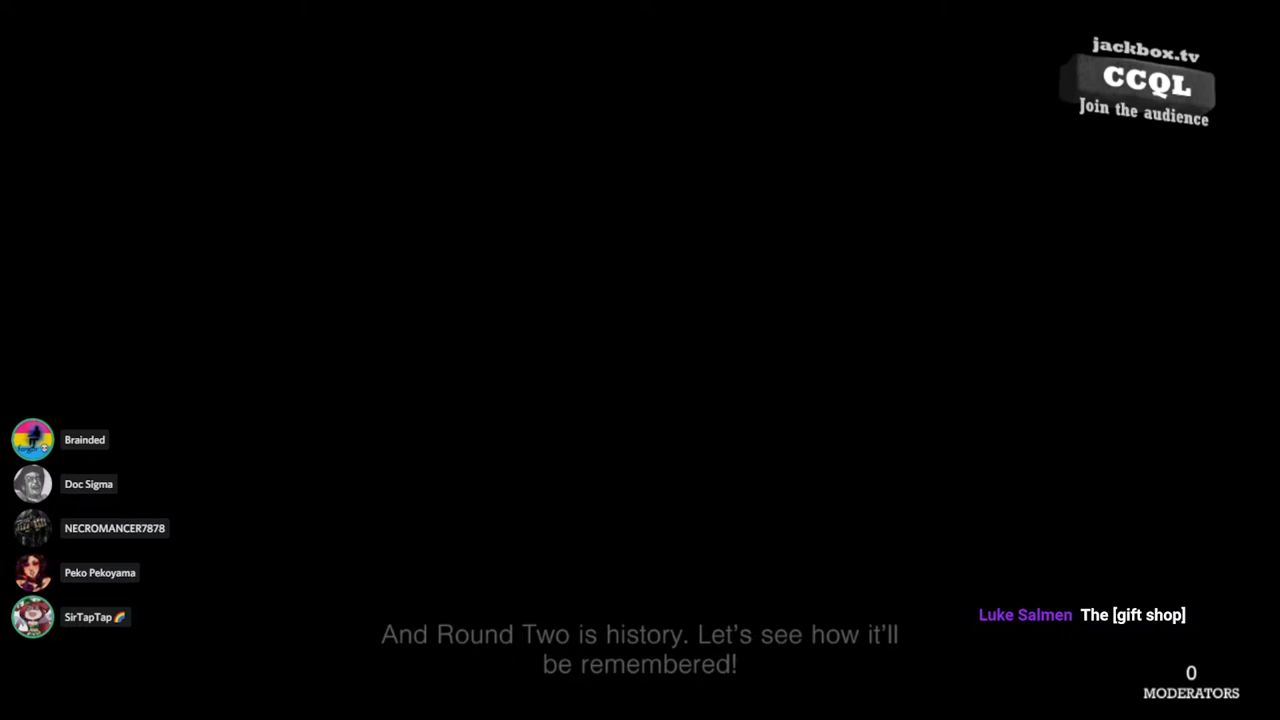 jackbox.tv
CCQL
Join the audience
Brainded
Doc Sigma
NECROMANCER7878
Peko Pekoyama
SirTapTap🌈
Luke Salmen The [gift shop]
And Round Two is history. Let's see how it'll
be remembered!
0
MODERATORS